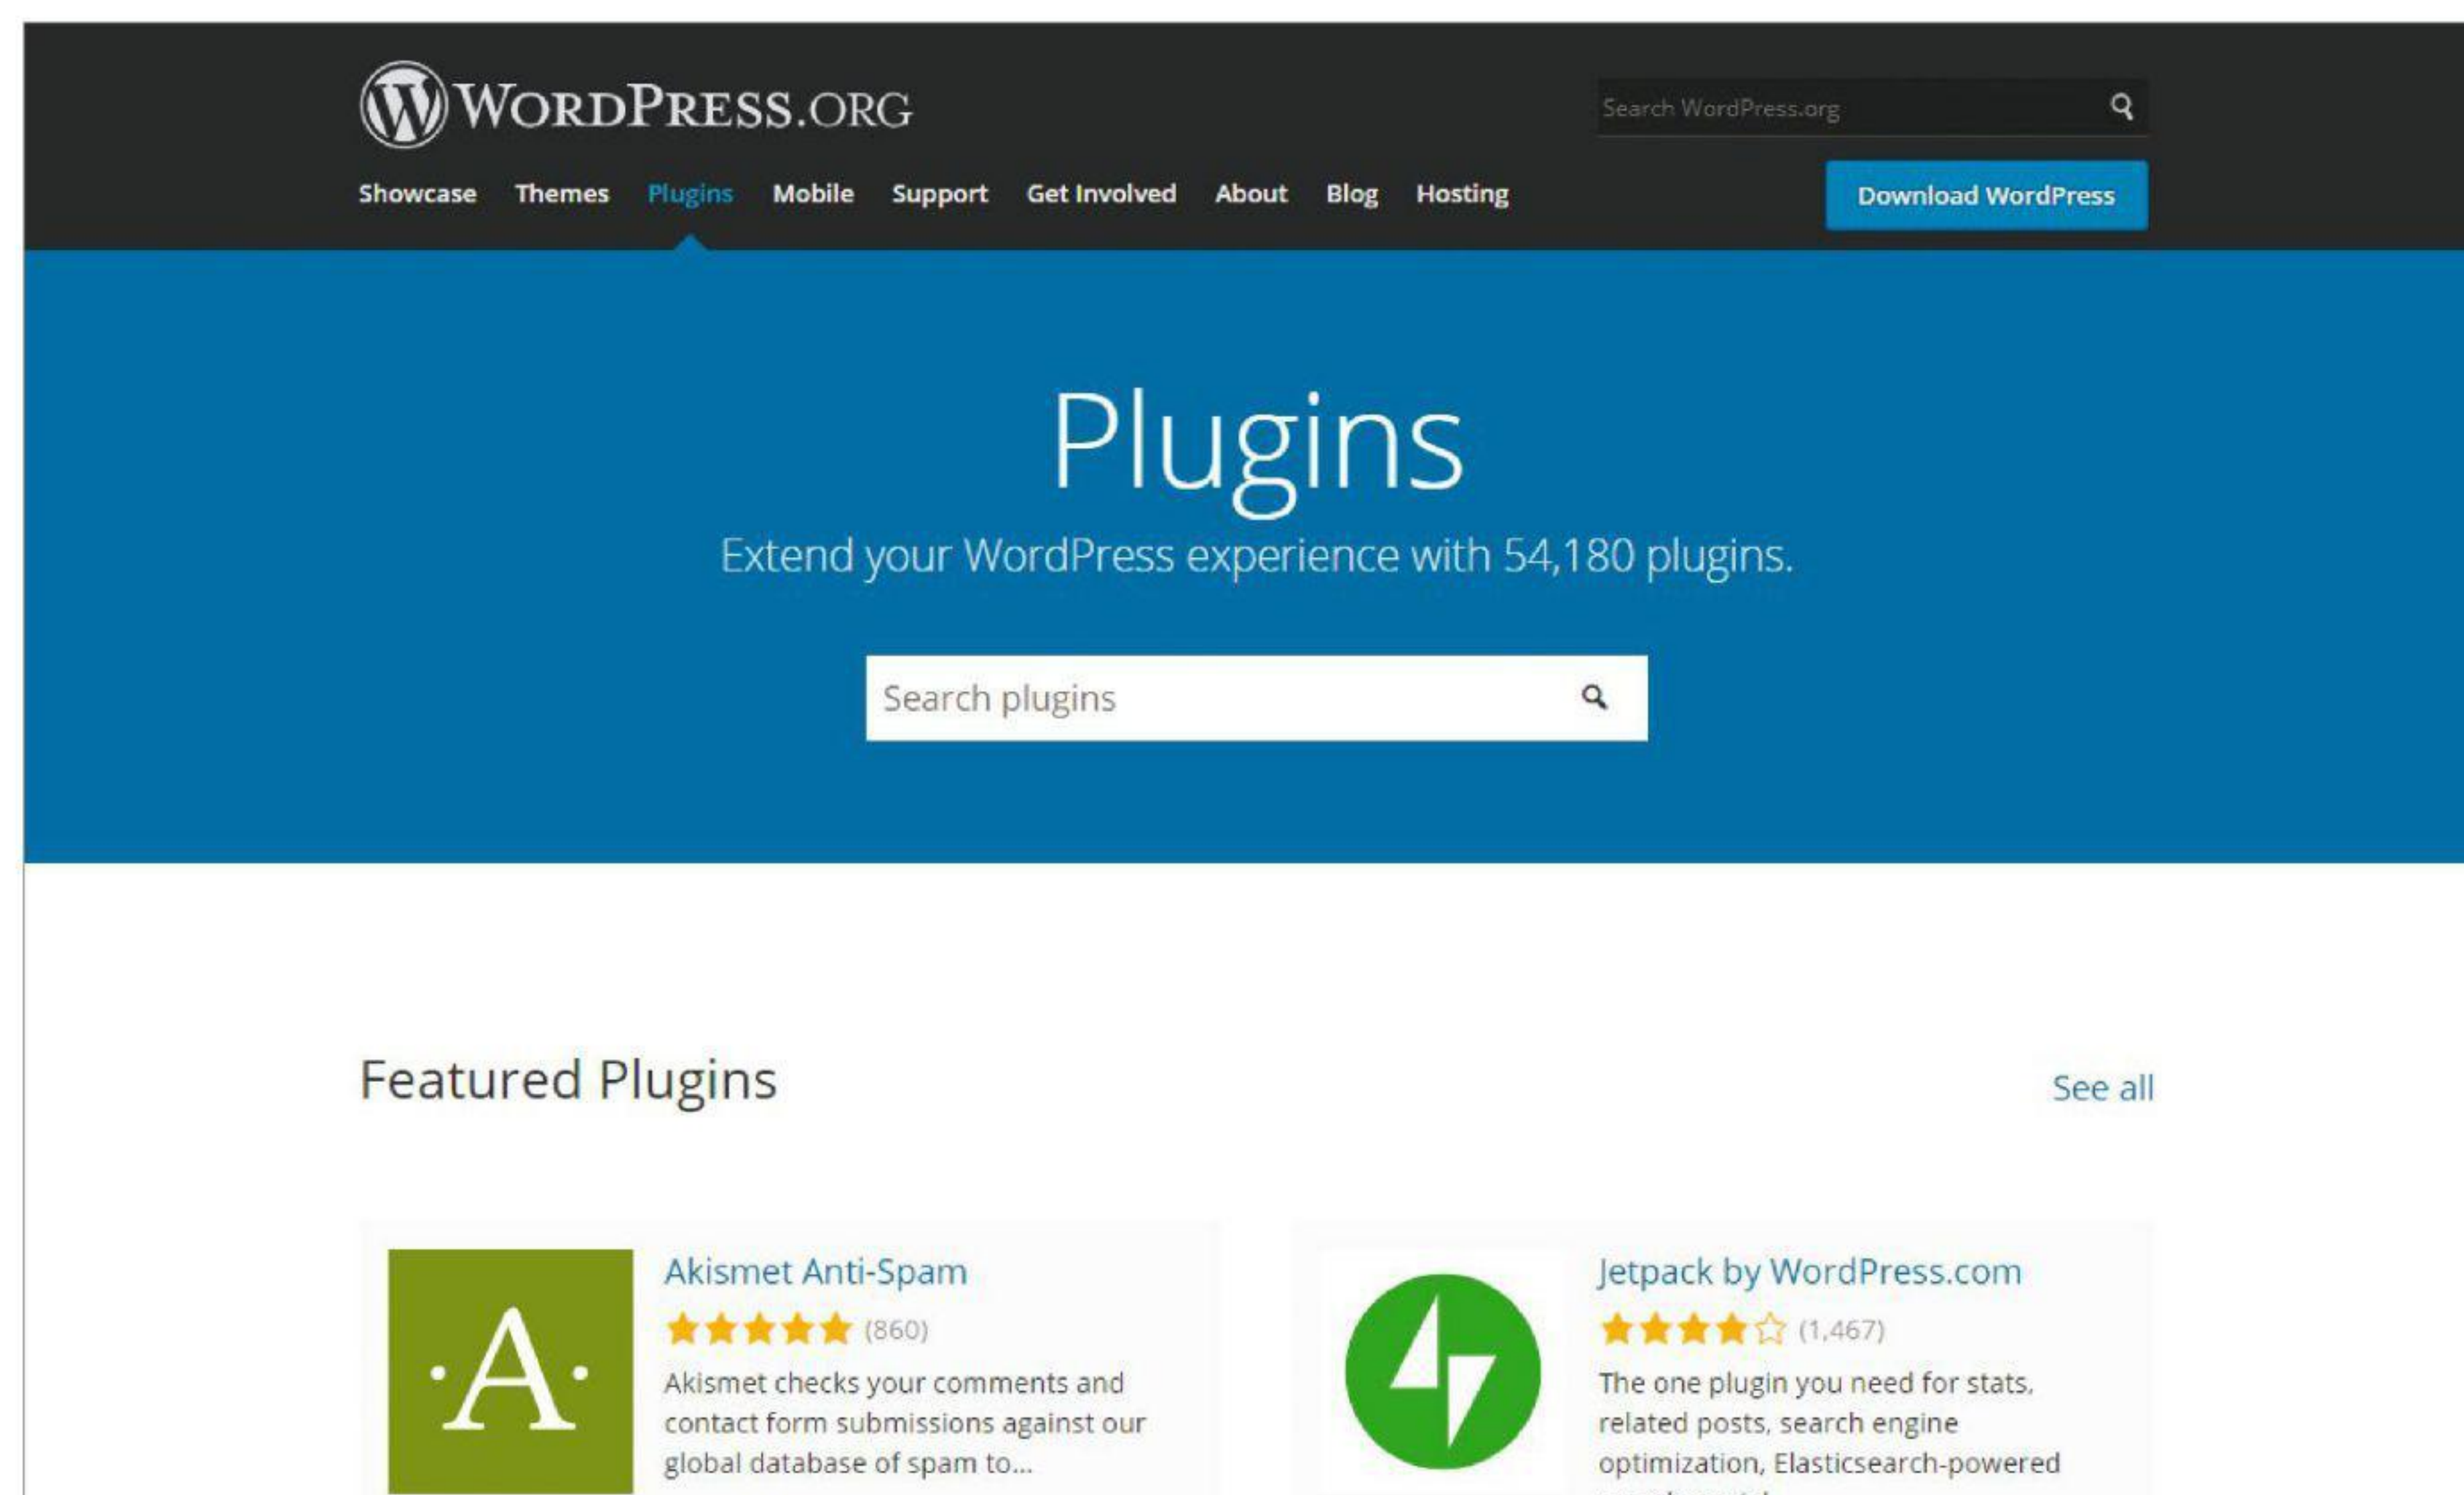 WORDPRESS.ORG
Search WordPress.org
Showcase Themes Plugins Mobile Support Get Involved About Blog Hosting
Download WordPress
Plugins
Extend your WordPress experience with 54,180 plugins.
Search plugins
Featured Plugins
See all
Akismet Anti-Spam
(860)
Akismet checks your comments and
contact form submissions against our
global database of spam to...
·A·
Jetpack by WordPress.com
(1,467)
The one plugin you need for stats,
related posts, search engine
optimization, Elasticsearch-powered